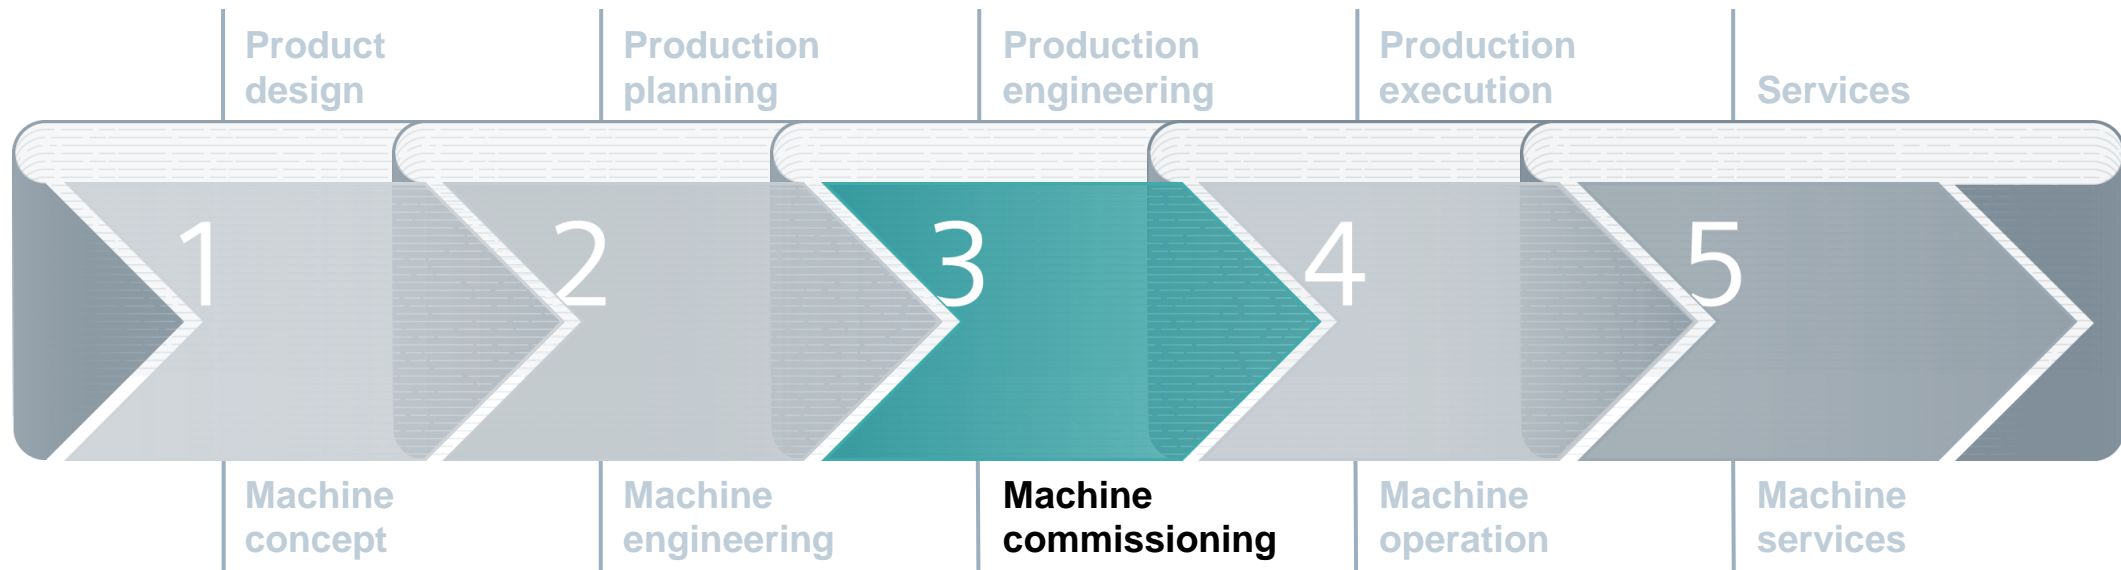 Product
design
Production
planning
Production
engineering
Production
execution
Services
1
2
3
4
5
Machine
concept
Machine
engineering
Machine
commissioning
Machine
operation
Machine
services